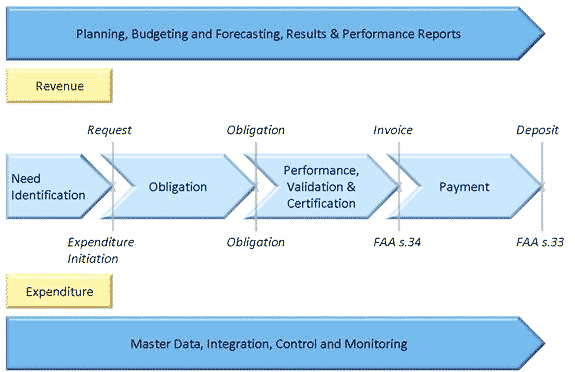 Planning, Budgeting and Forecasting, Results & Performance Reports
Revenue
Request
Obligation
Invoice
Deposit
Need
Identification
Obligation
Performance,
Validation &
Certification
Payment
Expenditure
Initiation
Obligation
FAA s.34
FAA s.33
Expenditure
Master Data, Integration, Control and Monitoring